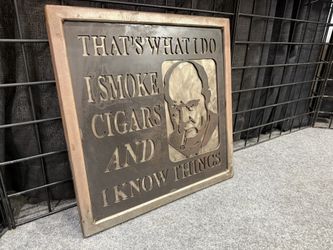 THAT'S WHAT I DO
I SMOKE
CIGARS
AND
I KNOW THINGS